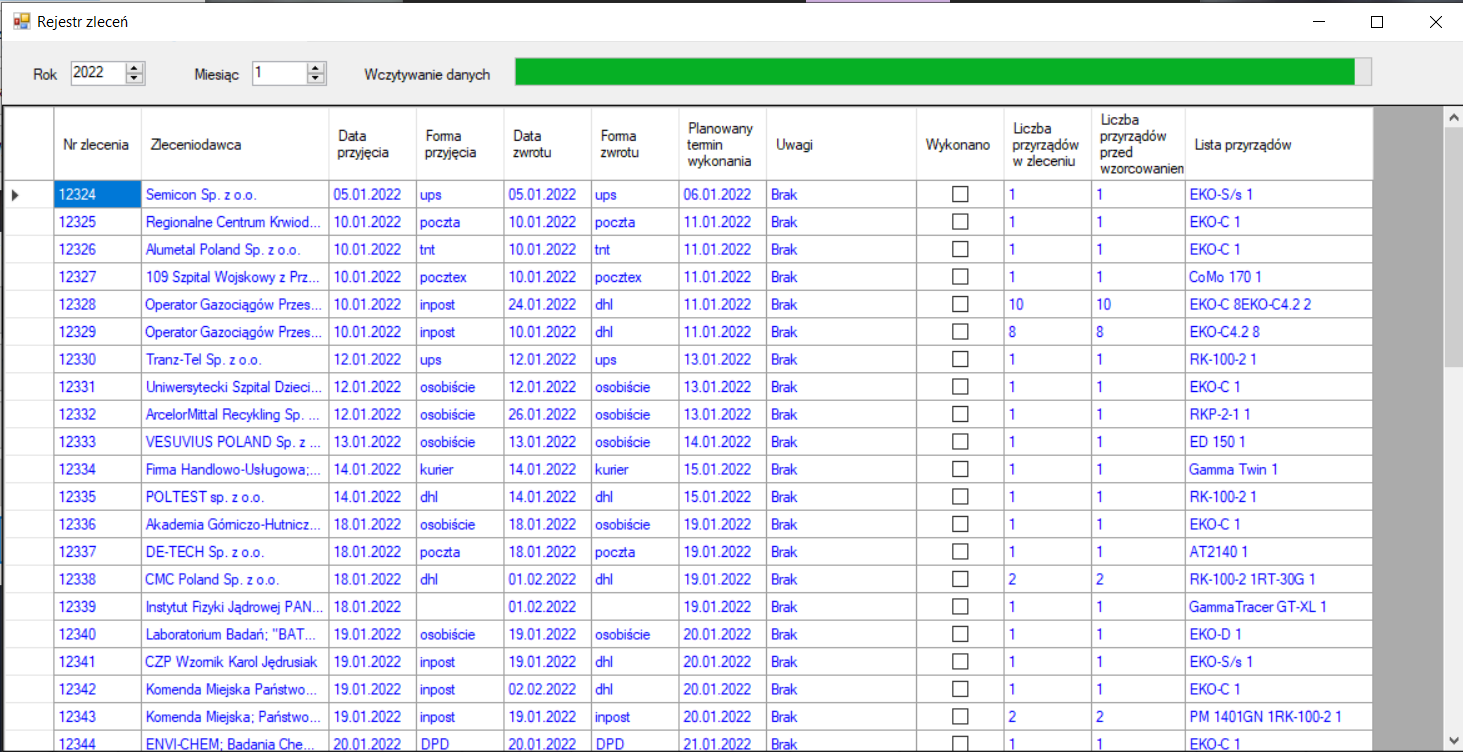 Rejestr zleceń
Rok 2022 Miesiąc 1 Wczytywanie danych
Nr zlecenia Zleceniodawca Data przyjęcia Forma przyjęcia Data zwrotu Forma zwrotu Planowany termin wykonania Uwagi Wykonano Liczba przyrządów w zleceniu Liczba przyrządów przed wzorcowaniem Lista przyrządów
12324 Semicon Sp. z o.o. 05.01.2022 ups 05.01.2022 ups 06.01.2022 Brak 1 1 EKO-S/s 1
12325 Regionalne Centrum Krwiod... 10.01.2022 poczta 10.01.2022 poczta 11.01.2022 Brak 1 1 EKO-C 1
12326 Alumetal Poland Sp. z o.o. 10.01.2022 tnt 10.01.2022 tnt 11.01.2022 Brak 1 1 EKO-C 1
12327 109 Szpital Wojskowy z Prz... 10.01.2022 pocztex 10.01.2022 pocztex 11.01.2022 Brak 1 1 CoMo 170 1
12328 Operator Gazociągów Przes... 10.01.2022 inpost 24.01.2022 dhl 11.01.2022 Brak 10 10 EKO-C 8EKO-C4.2 2
12329 Operator Gazociągów Przes... 10.01.2022 inpost 10.01.2022 dhl 11.01.2022 Brak 8 8 EKO-C4.2 8
12330 Tranz-Tel Sp. z o.o. 12.01.2022 ups 12.01.2022 ups 13.01.2022 Brak 1 1 RK-100-2 1
12331 Uniwersytecki Szpital Dzieci... 12.01.2022 osobiście 12.01.2022 osobiście 13.01.2022 Brak 1 1 EKO-C 1
12332 ArcelorMittal Recykling Sp. ... 12.01.2022 osobiście 26.01.2022 osobiście 13.01.2022 Brak 1 1 RKP-2-1 1
12333 VESUVIUS POLAND Sp. z ... 13.01.2022 osobiście 13.01.2022 osobiście 14.01.2022 Brak 1 1 ED 150 1
12334 Firma Handlowo-Usługowa;... 14.01.2022 kurier 14.01.2022 kurier 15.01.2022 Brak 1 1 Gamma Twin 1
12335 POLTEST sp. z o.o. 14.01.2022 dhl 14.01.2022 dhl 15.01.2022 Brak 1 1 RK-100-2 1
12336 Akademia Górniczo-Hutnicz... 18.01.2022 osobiście 18.01.2022 osobiście 19.01.2022 Brak 1 1 EKO-C 1
12337 DE-TECH Sp. z o.o. 18.01.2022 poczta 18.01.2022 poczta 19.01.2022 Brak 1 1 AT2140 1
12338 CMC Poland Sp. z o.o. 18.01.2022 dhl 01.02.2022 dhl 19.01.2022 Brak 2 2 RK-100-2 1RT-30G 1
12339 Instytut Fizyki Jądrowej PAN... 18.01.2022 01.02.2022 19.01.2022 Brak 1 1 GammaTracer GT-XL 1
12340 Laboratorium Badań; "BAT... 19.01.2022 osobiście 19.01.2022 osobiście 20.01.2022 Brak 1 1 EKO-D 1
12341 CZP Wzornik Karol Jędrusiak 19.01.2022 inpost 19.01.2022 dhl 20.01.2022 Brak 1 1 EKO-S/s 1
12342 Komenda Miejska Państwo... 19.01.2022 inpost 02.02.2022 dhl 20.01.2022 Brak 1 1 EKO-C 1
12343 Komenda Miejska; Państwo... 19.01.2022 inpost 19.01.2022 inpost 20.01.2022 Brak 2 2 PM 1401GN 1RK-100-2 1
12344 ENVI-CHEM; Badania Che... 20.01.2022 DPD 20.01.2022 DPD 21.01.2022 Brak 1 1 EKO-C 1